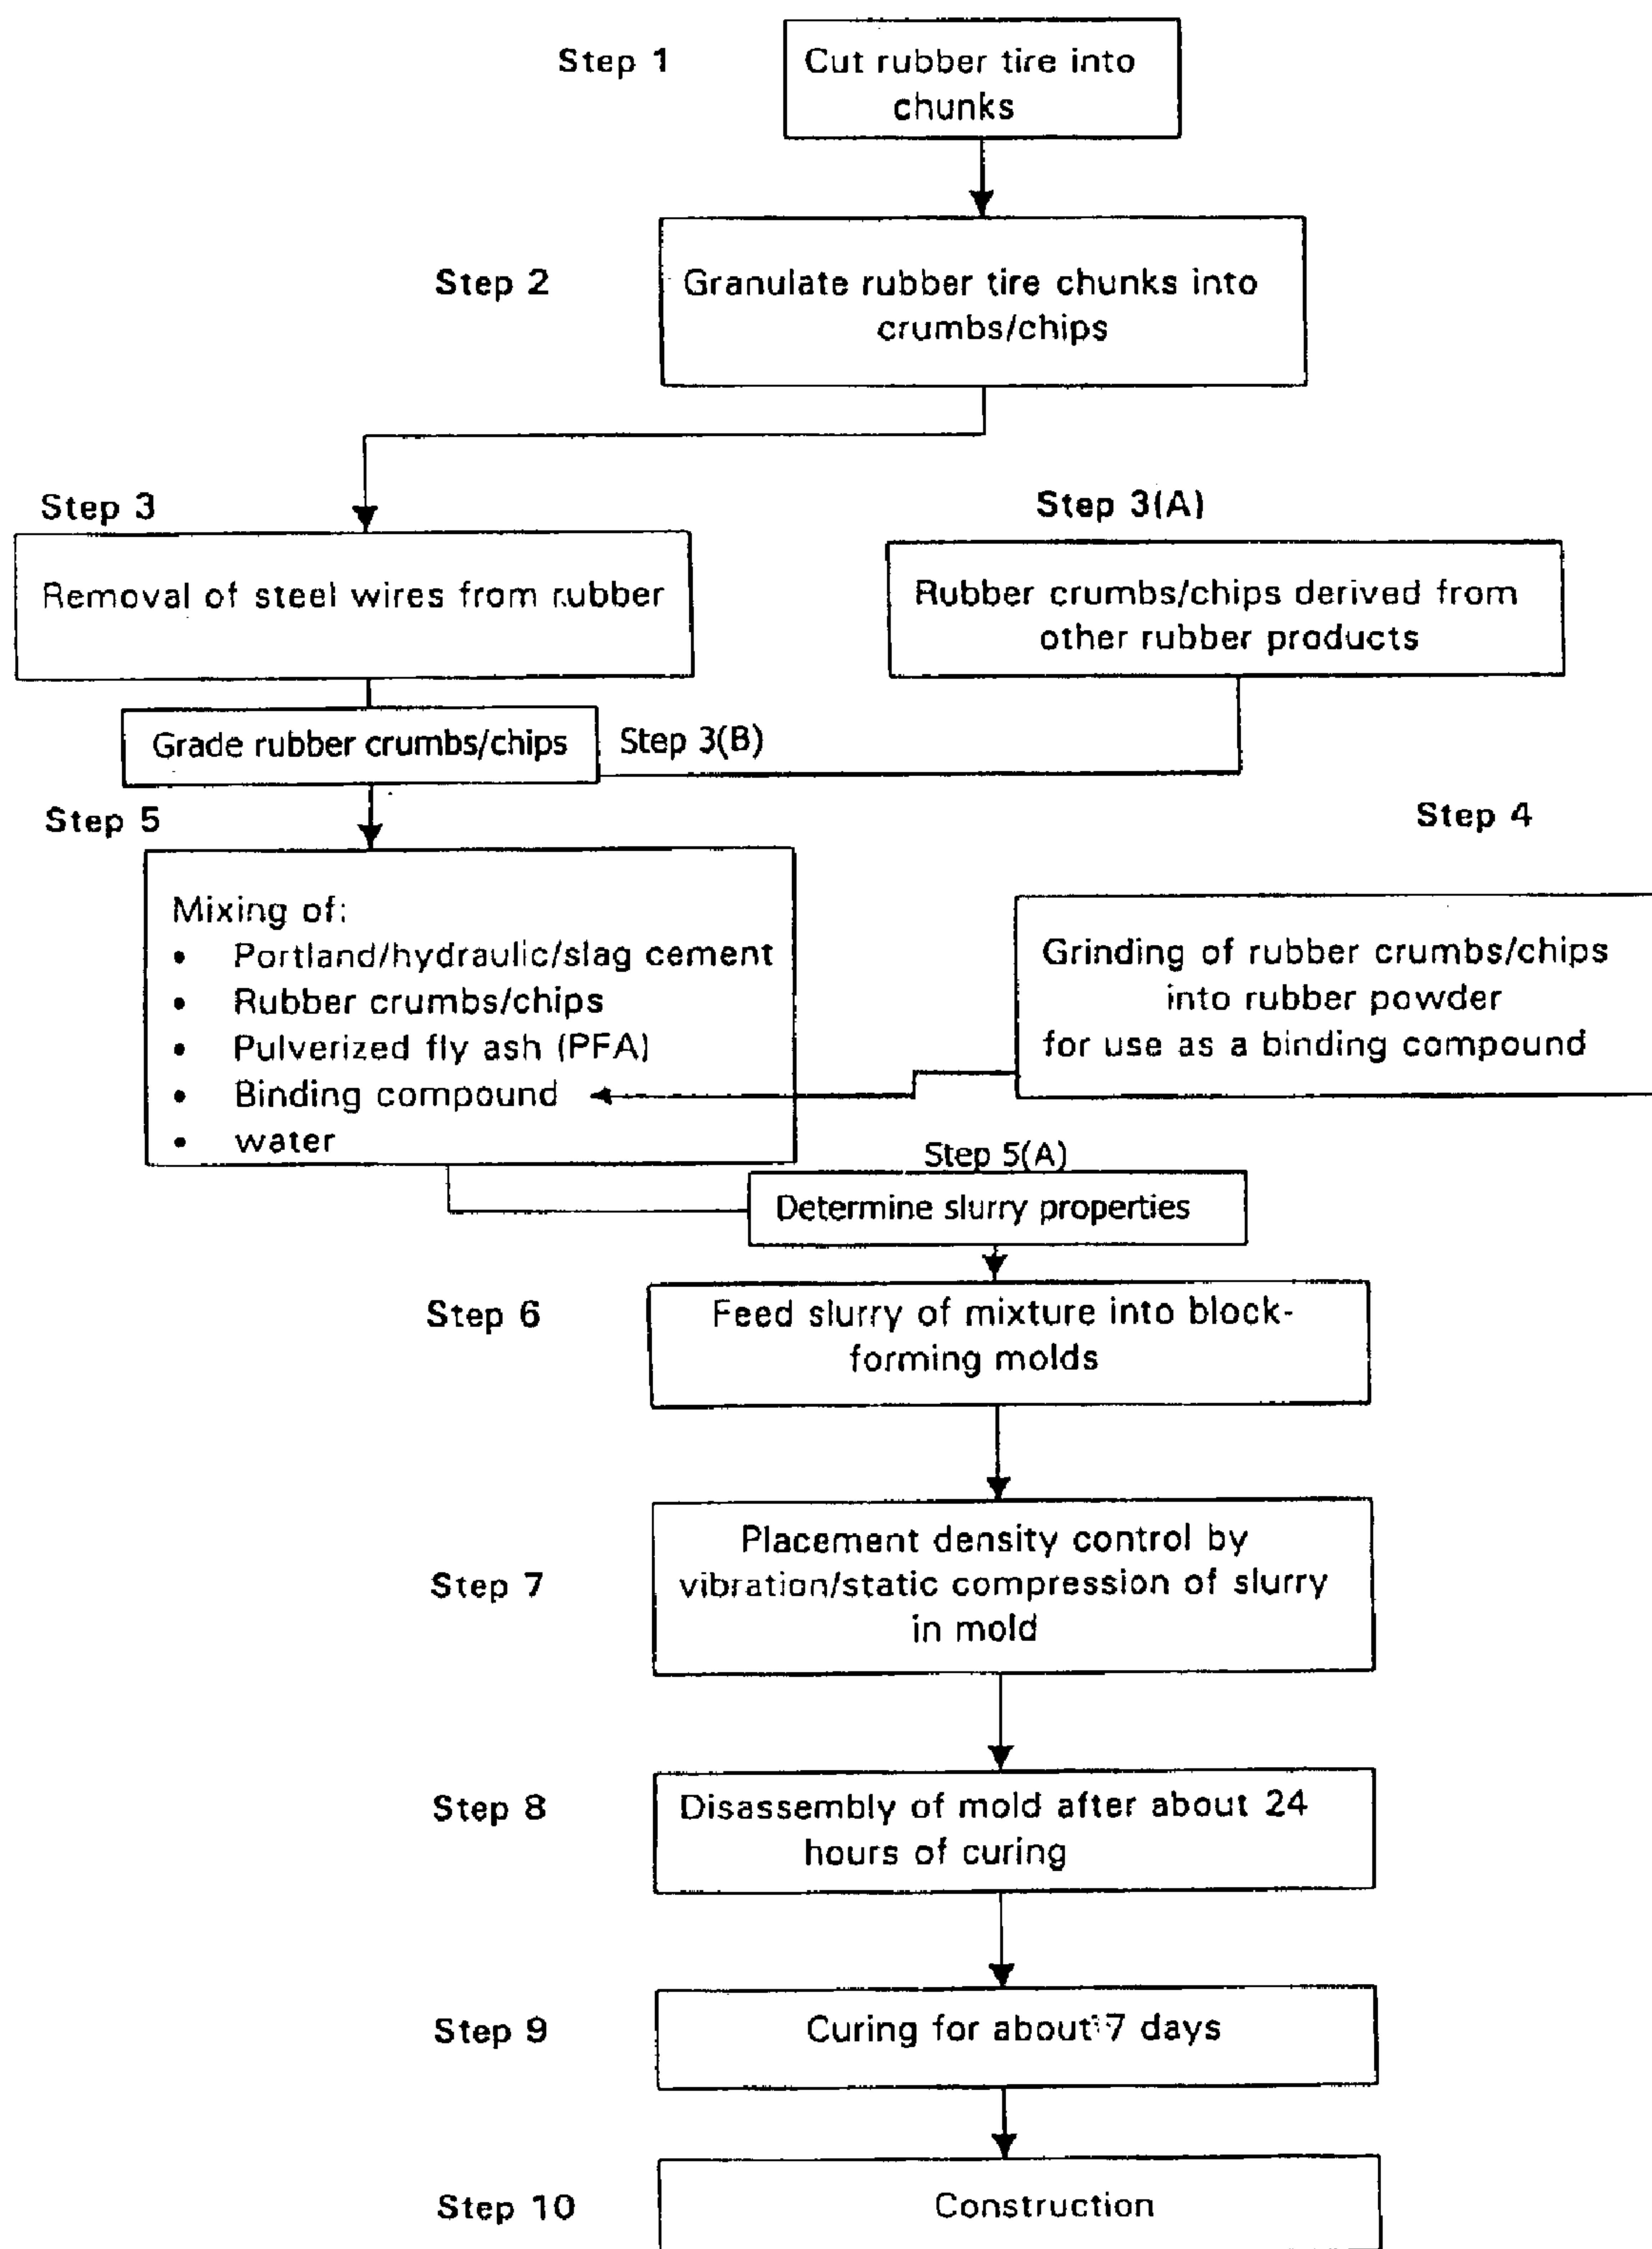 Step 1
Cut rubber tire into
chunks
Step 2
Granulate rubber tire chunks into
crumbs/chips
Step 3
Removal of steel wires from rubber
Step 3(A)
Rubber crumbs/chips derived from
other rubber products
Grade rubber crumbs/chips
Step 3(B)
Step 5
Mixing of:
• Portland/hydraulic/slag cement
• Rubber crumbs/chips
• Pulverized fly ash (PFA)
• Binding compound
• water
Step 4
Grinding of rubber crumbs/chips
into rubber powder
for use as a binding compound
Step 5(A)
Determine slurry properties
Step 6
Feed slurry of mixture into block-
forming molds
Step 7
Placement density control by
vibration/static compression of slurry
in mold
Step 8
Disassembly of mold after about 24
hours of curing
Step 9
Curing for about 7 days
Step 10
Construction